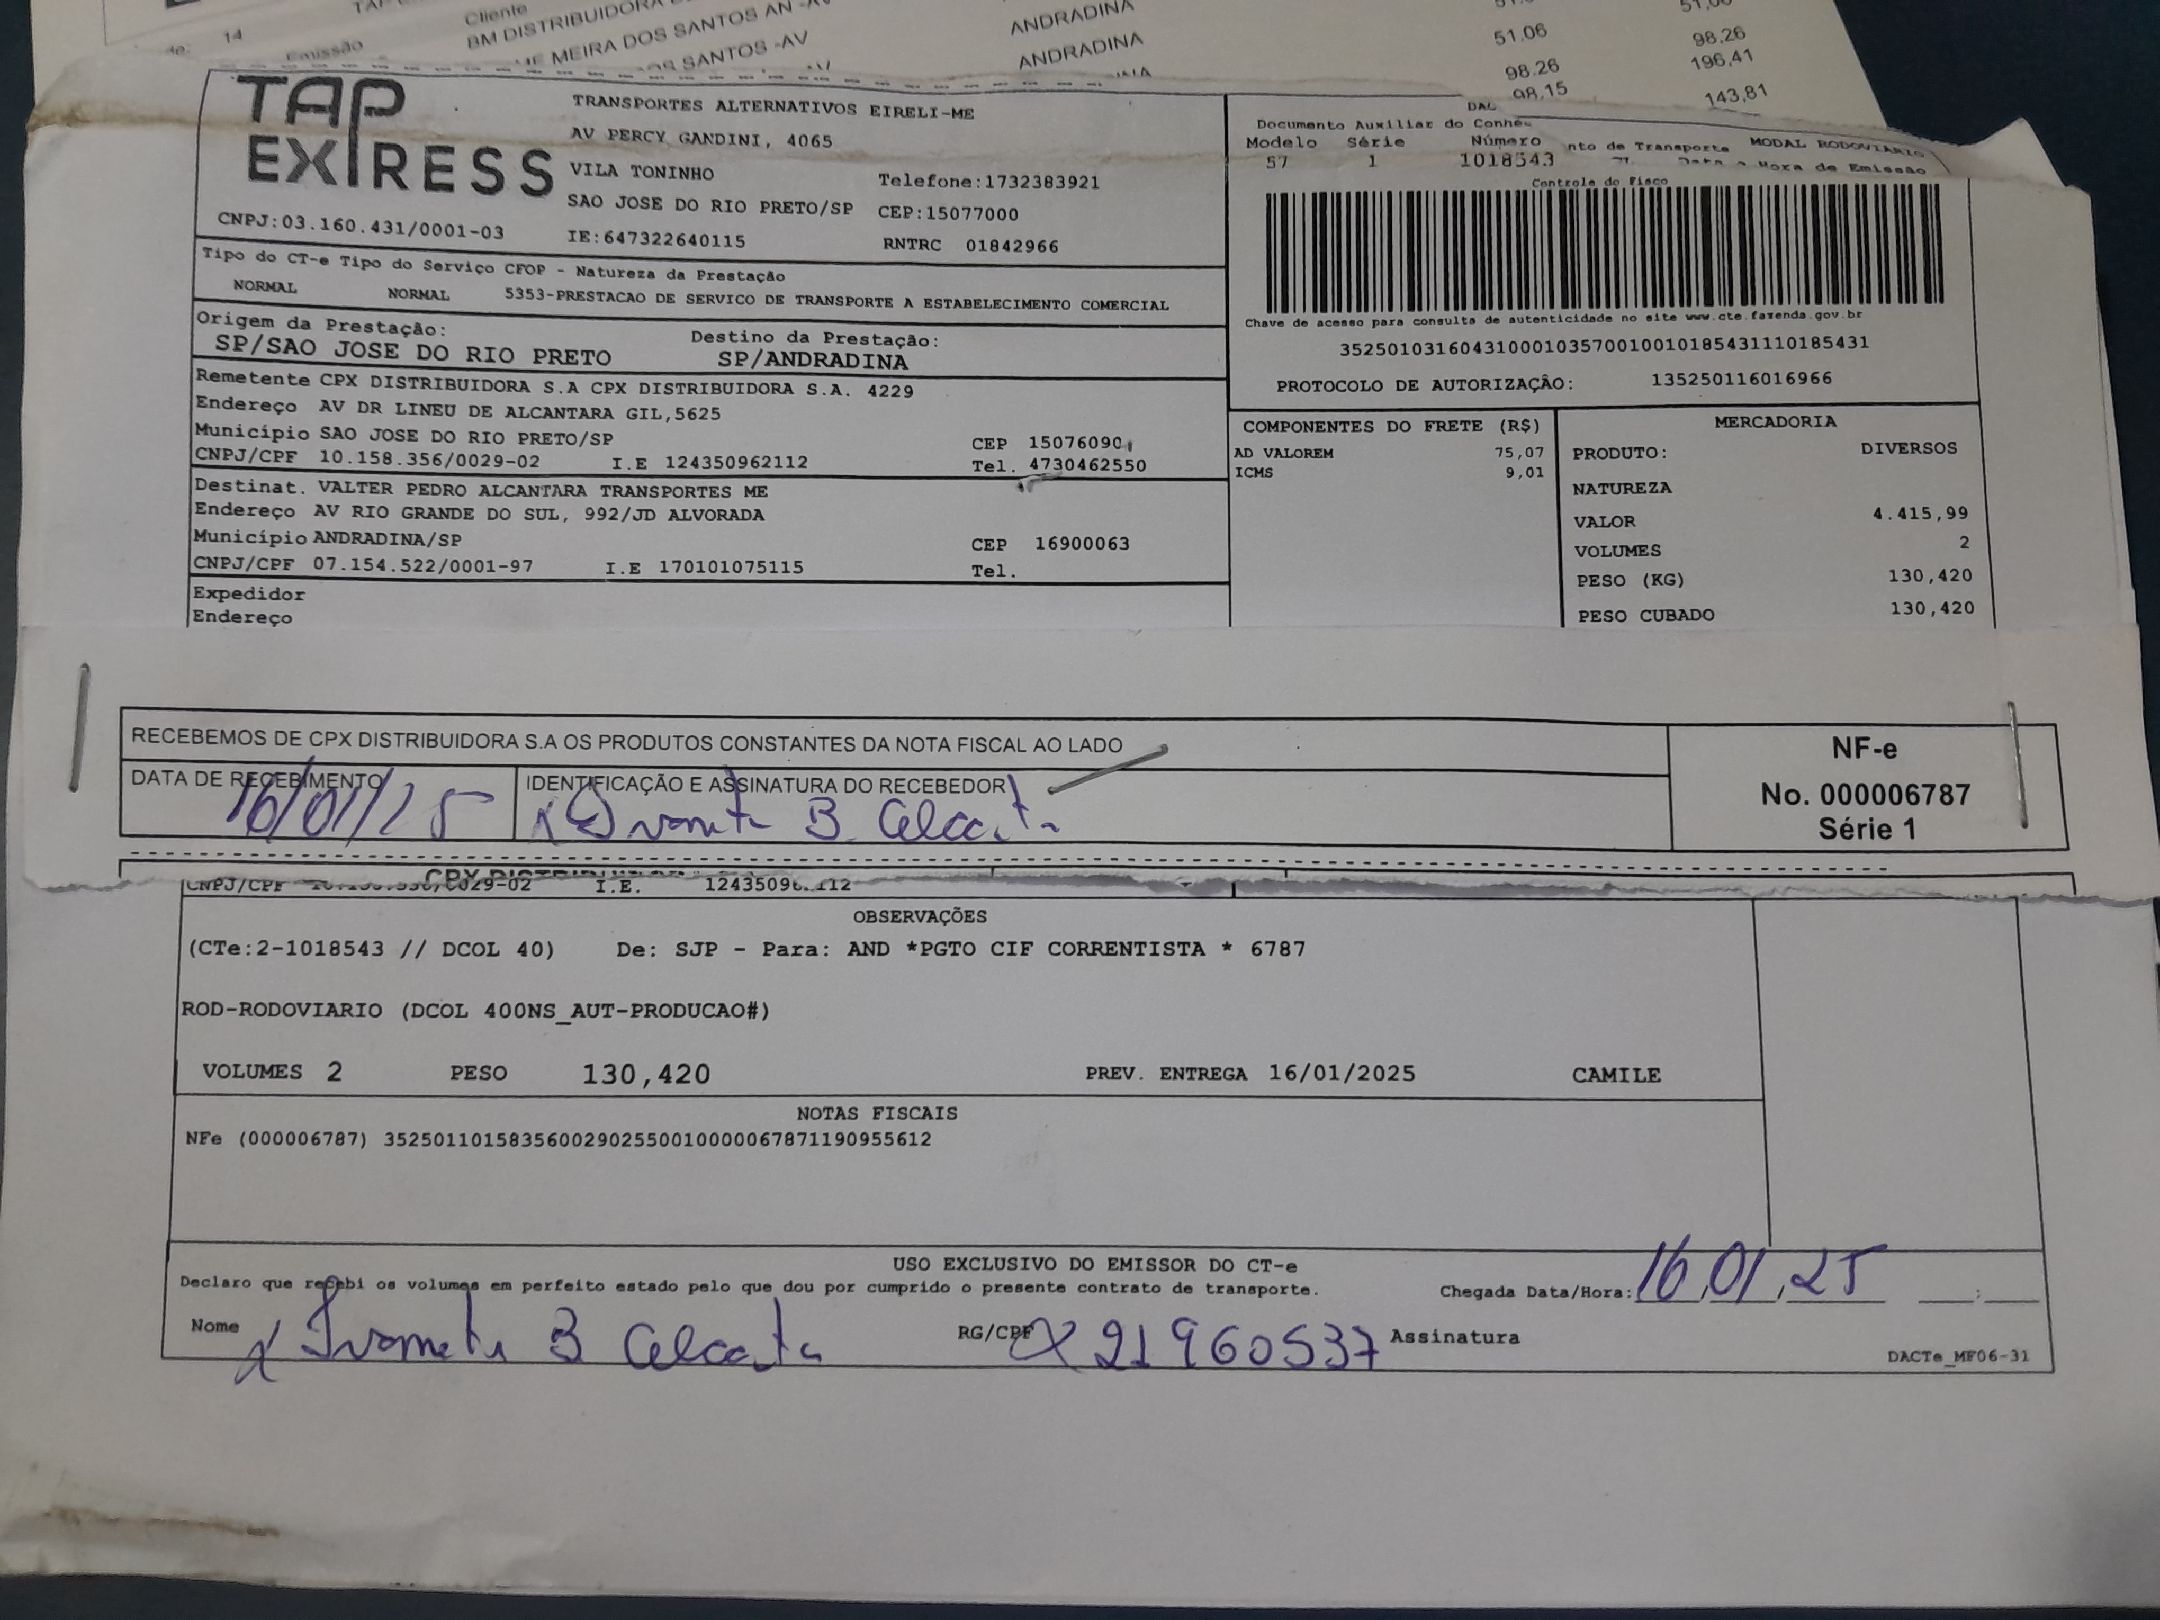 14
Emissão
Cliente
BM DISTRIBUIDORA
MEIRA DOS SANTOS AN -AV
SANTOS -AV
ANDRADINA
ANDRADINA
51,06
98,26
98,26
196,41
98,15
143,81
TAP EXPRESS
TRANSPORTES ALTERNATIVOS EIRELI-ME
AV PERCY GANDINI, 4065
VILA TONINHO
Telefone:1732383921
SAO JOSE DO RIO PRETO/SP CEP:15077000
CNPJ:03.160.431/0001-03 IE:647322640115 RNTRC 01842966
Documento Auxiliar do Conhe
nto de Transporte MODAL RODOVIARIO
Modelo Série Número
Hora de Emissão
57 1 1018543
Controle do Fisco
Chave de acesso para consulta de autenticidade no site www.cte.fazenda.gov.br
35250103160431000103570010010185431110185431
PROTOCOLO DE AUTORIZAÇÃO: 135250116016966
Tipo do CT-e Tipo do Serviço CFOP - Natureza da Prestação
NORMAL NORMAL 5353-PRESTACAO DE SERVICO DE TRANSPORTE A ESTABELECIMENTO COMERCIAL
Origem da Prestação: Destino da Prestação:
SP/SAO JOSE DO RIO PRETO SP/ANDRADINA
Remetente CPX DISTRIBUIDORA S.A CPX DISTRIBUIDORA S.A. 4229
Endereço AV DR LINEU DE ALCANTARA GIL,5625
Município SAO JOSE DO RIO PRETO/SP CEP 15076090
CNPJ/CPF 10.158.356/0029-02 I.E 124350962112 Tel. 4730462550
Destinat. VALTER PEDRO ALCANTARA TRANSPORTES ME
Endereço AV RIO GRANDE DO SUL, 992/JD ALVORADA
Município ANDRADINA/SP CEP 16900063
CNPJ/CPF 07.154.522/0001-97 I.E 170101075115 Tel.
Expedidor
Endereço
COMPONENTES DO FRETE (R$)
AD VALOREM 75,07
ICMS 9,01
MERCADORIA
PRODUTO: DIVERSOS
NATUREZA
VALOR 4.415,99
VOLUMES 2
PESO (KG) 130,420
PESO CUBADO 130,420
RECEBEMOS DE CPX DISTRIBUIDORA S.A OS PRODUTOS CONSTANTES DA NOTA FISCAL AO LADO
DATA DE RECEBIMENTO
16/01/25
IDENTIFICAÇÃO E ASSINATURA DO RECEBEDOR
NF-e
No. 000006787
Série 1
CNPJ/CPF I.E.
OBSERVAÇÕES
(CTe:2-1018543 // DCOL 40) De: SJP - Para: AND *PGTO CIF CORRENTISTA * 6787
ROD-RODOVIARIO (DCOL 400NS_AUT-PRODUCAO#)
VOLUMES 2 PESO 130,420 PREV. ENTREGA 16/01/2025 CAMILE
NOTAS FISCAIS
NFe (000006787) 35250110158356002902550010000067871190955612
USO EXCLUSIVO DO EMISSOR DO CT-e
Declaro que recebi os volumes em perfeito estado pelo que dou por cumprido o presente contrato de transporte.
Chegada Data/Hora: 16/01/25 :
Nome RG/CPF x 21960537 Assinatura
DACTe_MF06-31